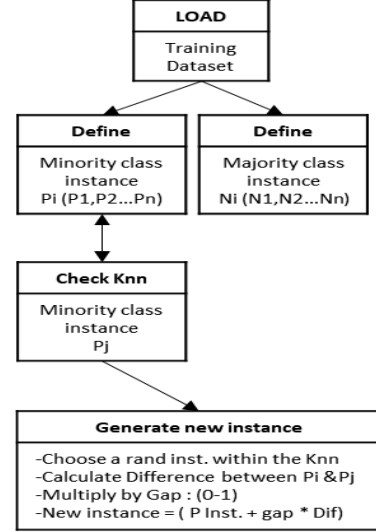 LOAD
Training
Dataset
Define
Minority class
instance
Pi (P1,P2...Pn)
Define
Majority class
instance
Ni (N1,N2...Nn)
Check Knn
Minority class
instance
Pj
Generate new instance
-Choose a rand inst. within the Knn
-Calculate Difference between Pi &Pj
-Multiply by Gap : (0-1)
-New instance = ( P Inst. + gap * Dif)